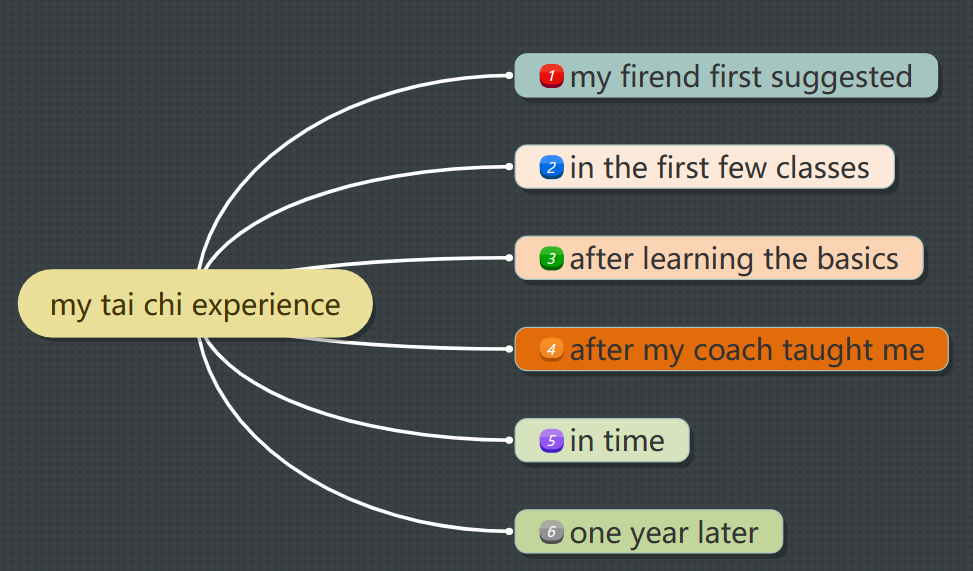 1 my firend first suggested
2 in the first few classes
3 after learning the basics
my tai chi experience
4 after my coach taught me
5 in time
6 one year later